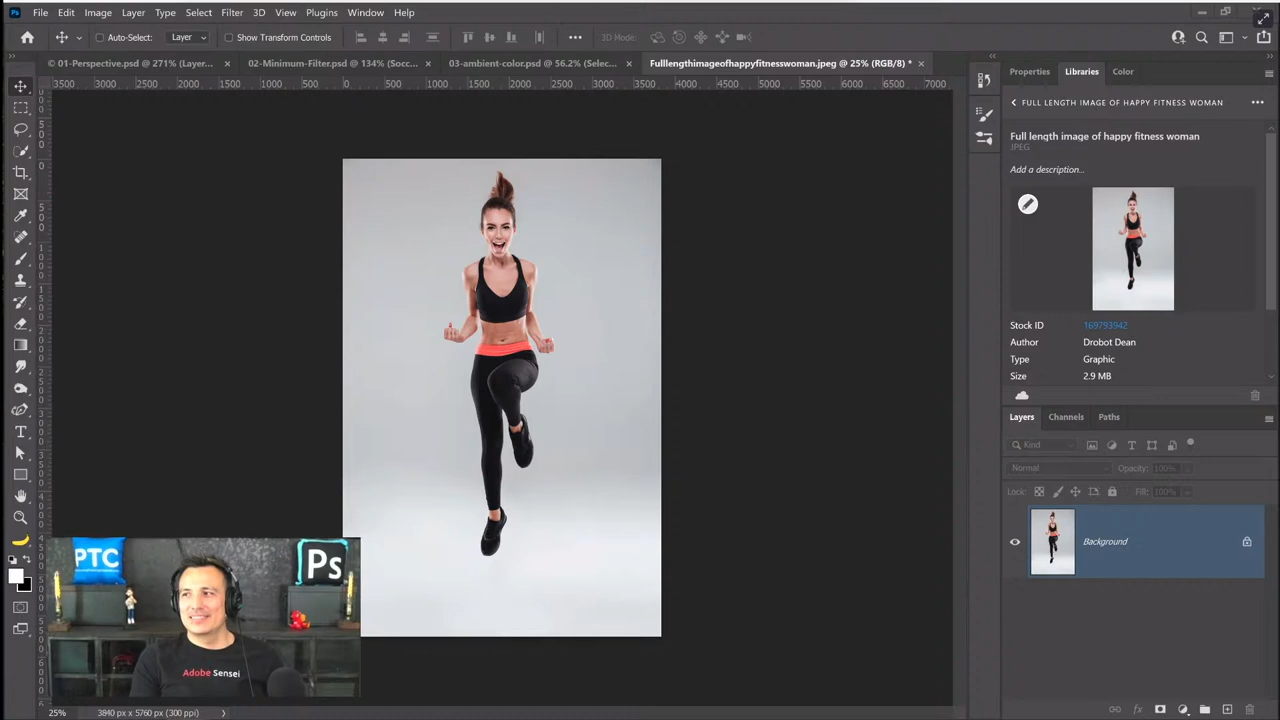 Ps File Edit Image Layer Type Select Filter 3D View Plugins Window Help
Auto-Select: Layer Show Transform Controls 3D Mode:
© 01-Perspective.psd @ 271% (Layer... × 02-Minimum-Filter.psd @ 134% (Socc... × 03-ambient-color.psd @ 56.2% (Selec... × Fulllengthimageofhappyfitnesswoman.jpeg @ 25% (RGB/8) * ×
3500 3000 2500 2000 1500 1000 500 0 500 1000 1500 2000 2500 3000 3500 4000 4500 5000 5500 6000 6500 7000
Properties Libraries Color
FULL LENGTH IMAGE OF HAPPY FITNESS WOMAN
Full length image of happy fitness woman
JPEG
Add a description...
Stock ID 169793942
Author Drobot Dean
Type Graphic
Size 2.9 MB
Layers Channels Paths
Kind
Normal Opacity: 100%
Lock: Fill: 100%
Background
PTC
Ps
Adobe Sensei
25% 3840 px x 5760 px (300 ppi)